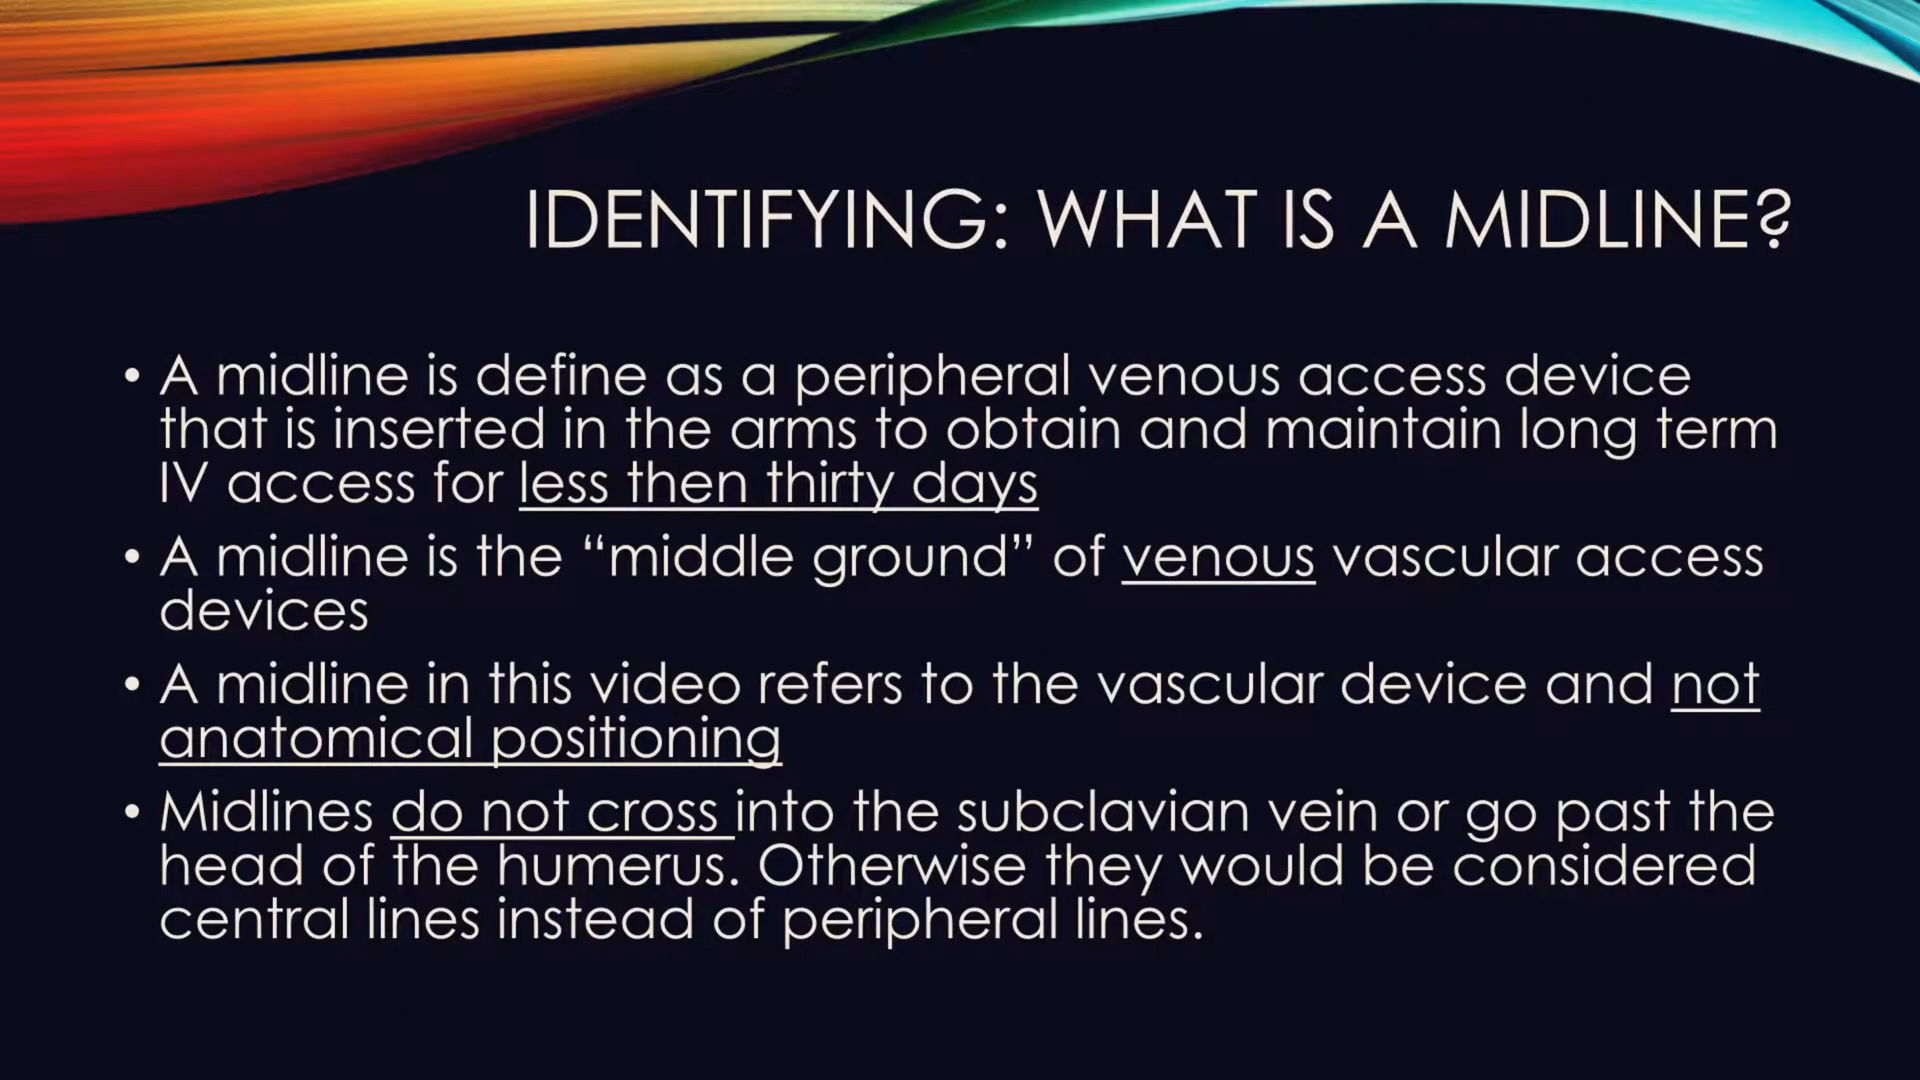 IDENTIFYING: WHAT IS A MIDLINE?
• A midline is define as a peripheral venous access device
that is inserted in the arms to obtain and maintain long term
IV access for less then thirty days
• A midline is the “middle ground” of venous vascular access
devices
• A midline in this video refers to the vascular device and not
anatomical positioning
• Midlines do not cross into the subclavian vein or go past the
head of the humerus. Otherwise they would be considered
central lines instead of peripheral lines.